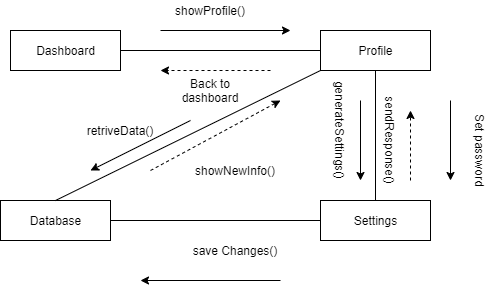 showProfile()
Dashboard
Profile
Back to
dashboard
generateSettings()
sendResponse()
Set password
retriveData()
showNewInfo()
Database
Settings
save Changes()